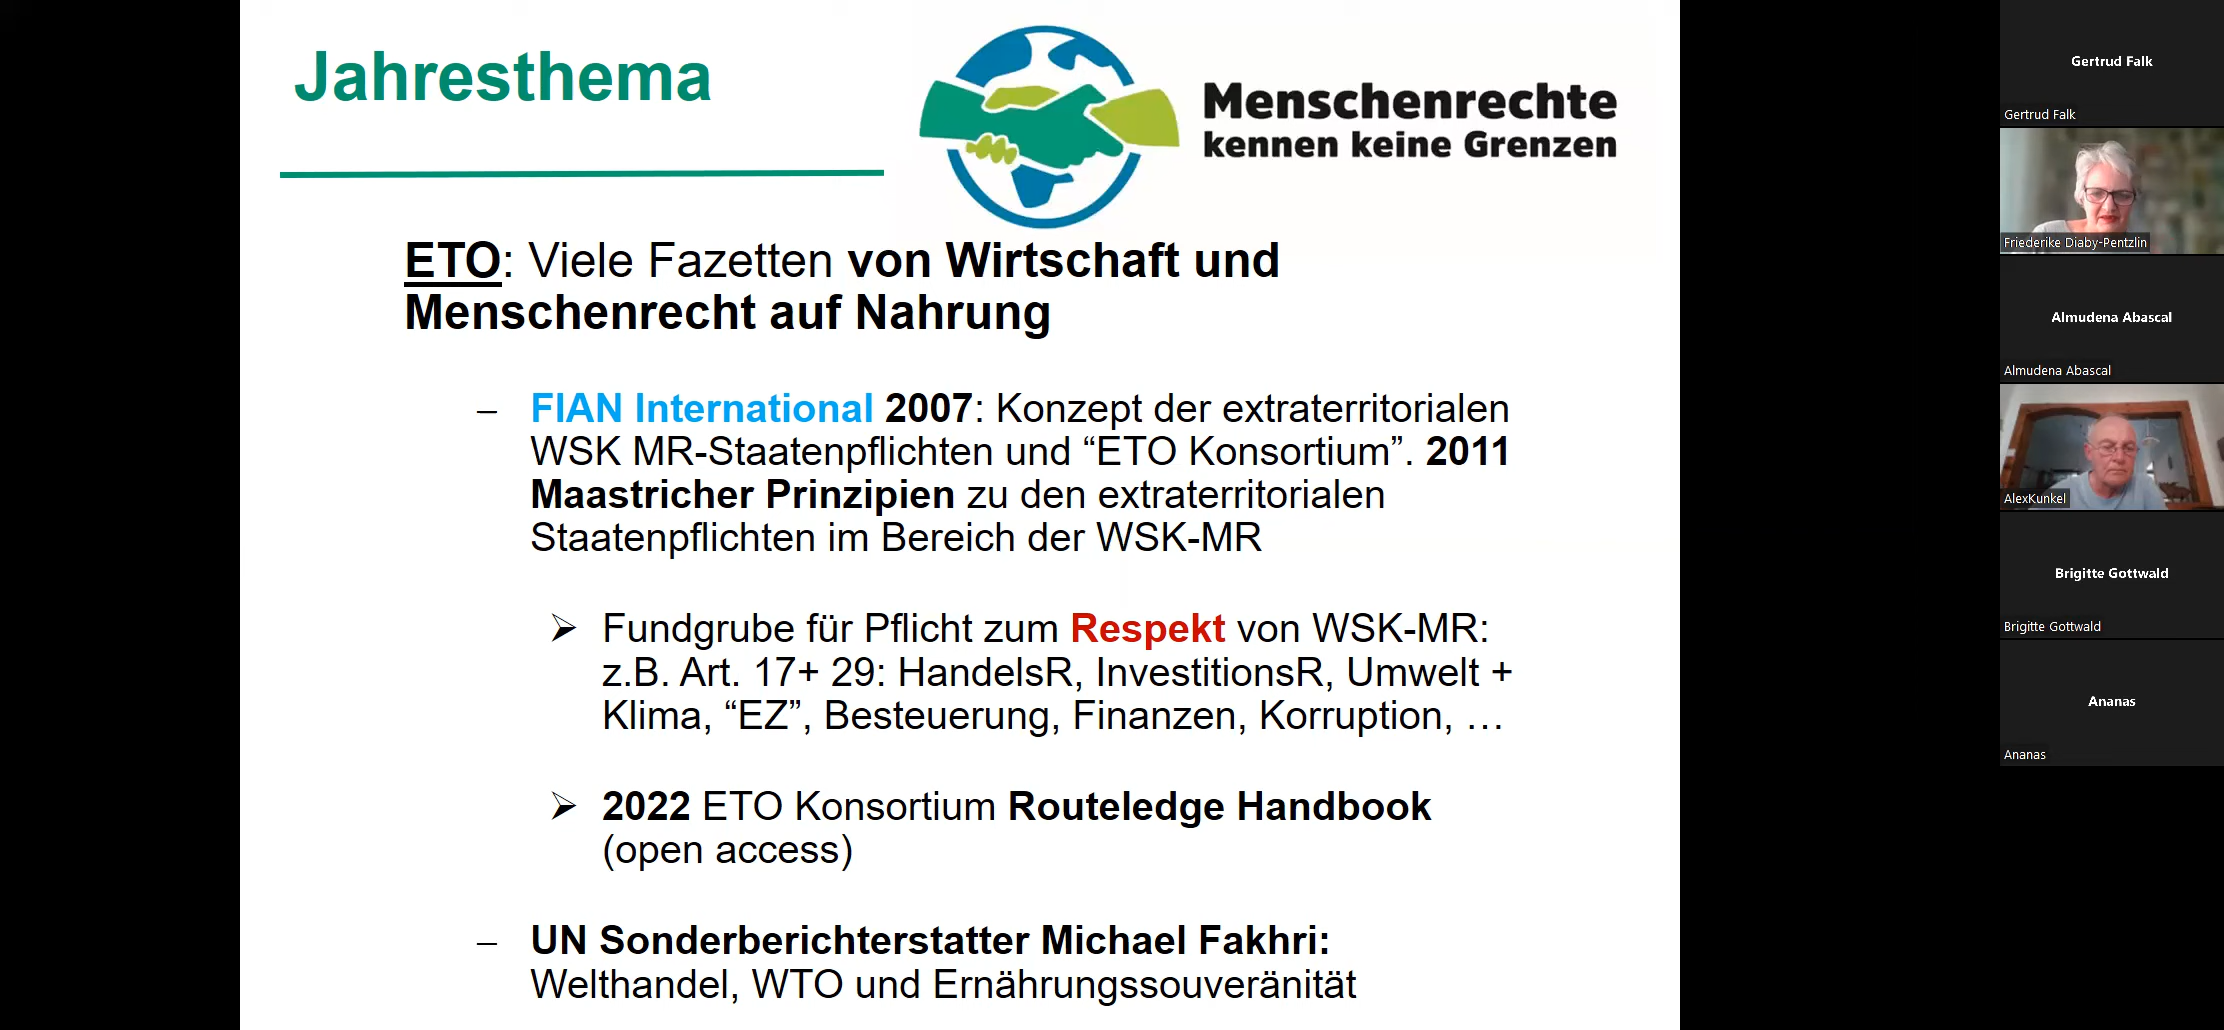 Jahresthema
Menschenrechte
kennen keine Grenzen
ETO: Viele Fazetten von Wirtschaft und
Menschenrecht auf Nahrung
– FIAN International 2007: Konzept der extraterritorialen
WSK MR-Staatenpflichten und “ETO Konsortium”. 2011
Maastricher Prinzipien zu den extraterritorialen
Staatenpflichten im Bereich der WSK-MR
➢ Fundgrube für Pflicht zum Respekt von WSK-MR:
z.B. Art. 17+ 29: HandelsR, InvestitionsR, Umwelt +
Klima, “EZ”, Besteuerung, Finanzen, Korruption, …
➢ 2022 ETO Konsortium Routeledge Handbook
(open access)
– UN Sonderberichterstatter Michael Fakhri:
Welthandel, WTO und Ernährungssouveränität
Gertrud Falk
Gertrud Falk
Friederike Diaby-Pentzlin
Almudena Abascal
Almudena Abascal
AlexKunkel
Brigitte Gottwald
Brigitte Gottwald
Ananas
Ananas